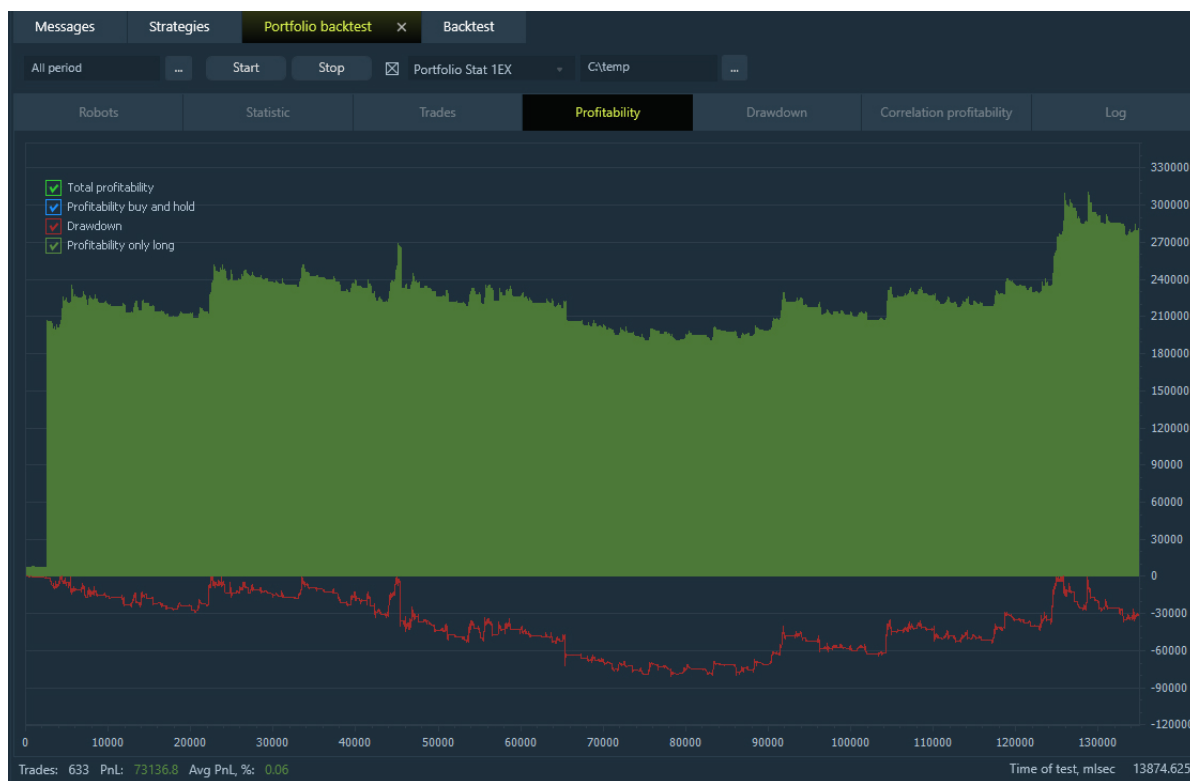 Messages Strategies Portfolio backtest × Backtest
All period ... Start Stop Portfolio Stat 1EX C:\temp ...
Robots Statistic Trades Profitability Drawdown Correlation profitability Log
Total profitability
Profitability buy and hold
Drawdown
Profitability only long
330000
300000
270000
240000
210000
180000
150000
120000
90000
60000
30000
0
-30000
-60000
-90000
-120000
0 10000 20000 30000 40000 50000 60000 70000 80000 90000 100000 110000 120000 130000
Trades: 633 PnL: 73136.8 Avg PnL, %: 0.06 Time of test, mlsec 13874.625